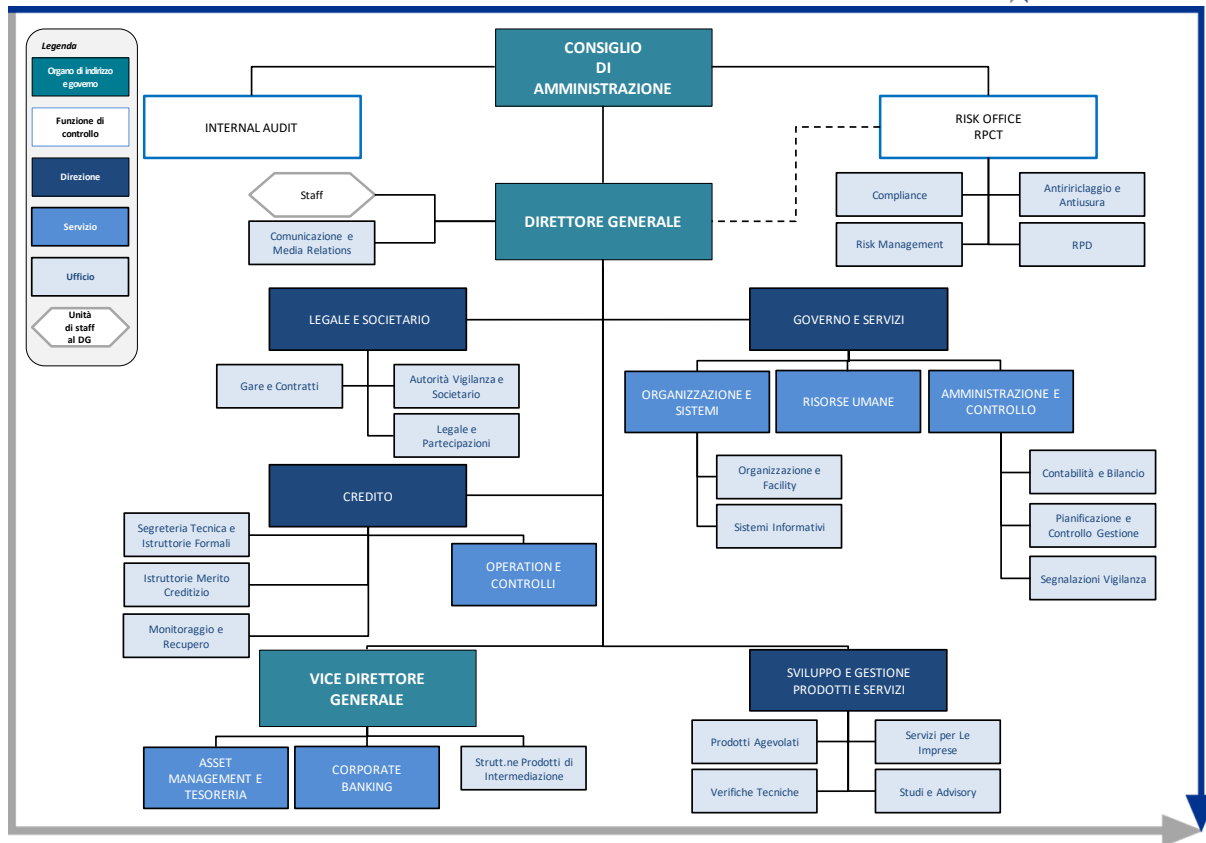 Legenda
Organo di indirizzo
e governo
Funzione di
controllo
Direzione
Servizio
Ufficio
Unità
di staff
al DG
CONSIGLIO
DI
AMMINISTRAZIONE
INTERNAL AUDIT
RISK OFFICE
RPCT
Compliance
Antiririclaggio e
Antiusura
Risk Management
RPD
Staff
Comunicazione e
Media Relations
DIRETTORE GENERALE
LEGALE E SOCIETARIO
Gare e Contratti
Autorità Vigilanza e
Societario
Legale e
Partecipazioni
GOVERNO E SERVIZI
ORGANIZZAZIONE E
SISTEMI
RISORSE UMANE
AMMINISTRAZIONE E
CONTROLLO
Organizzazione e
Facility
Sistemi Informativi
Contabilità e Bilancio
Pianificazione e
Controllo Gestione
Segnalazioni Vigilanza
CREDITO
Segreteria Tecnica e
Istruttorie Formali
Istruttorie Merito
Creditizio
Monitoraggio e
Recupero
OPERATION E
CONTROLLI
VICE DIRETTORE
GENERALE
ASSET
MANAGEMENT E
TESORERIA
CORPORATE
BANKING
Strutt.ne Prodotti di
Intermediazione
SVILUPPO E GESTIONE
PRODOTTI E SERVIZI
Prodotti Agevolati
Servizi per Le
Imprese
Verifiche Tecniche
Studi e Advisory